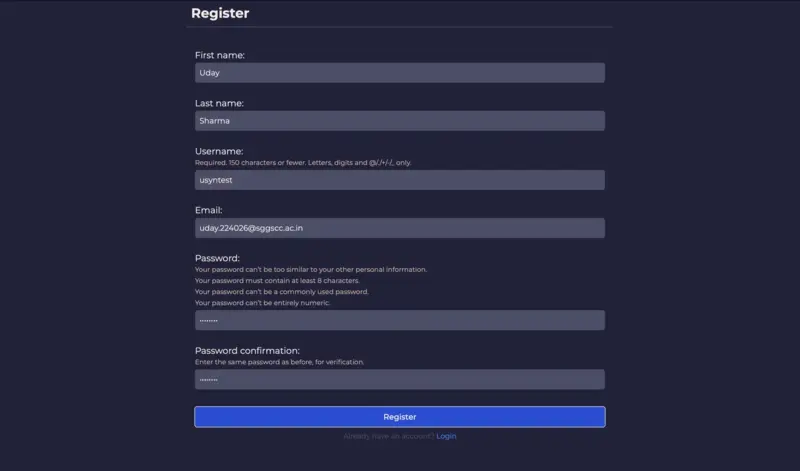 Register
First name:
Uday
Last name:
Sharma
Username:
Required. 150 characters or fewer. Letters, digits and @/./+/-/_ only.
usyntest
Email:
uday.224026@sggscc.ac.in
Password:
Your password can't be too similar to your other personal information.
Your password must contain at least 8 characters.
Your password can't be a commonly used password.
Your password can't be entirely numeric.
Password confirmation:
Enter the same password as before, for verification.
Register
Already have an account? Login